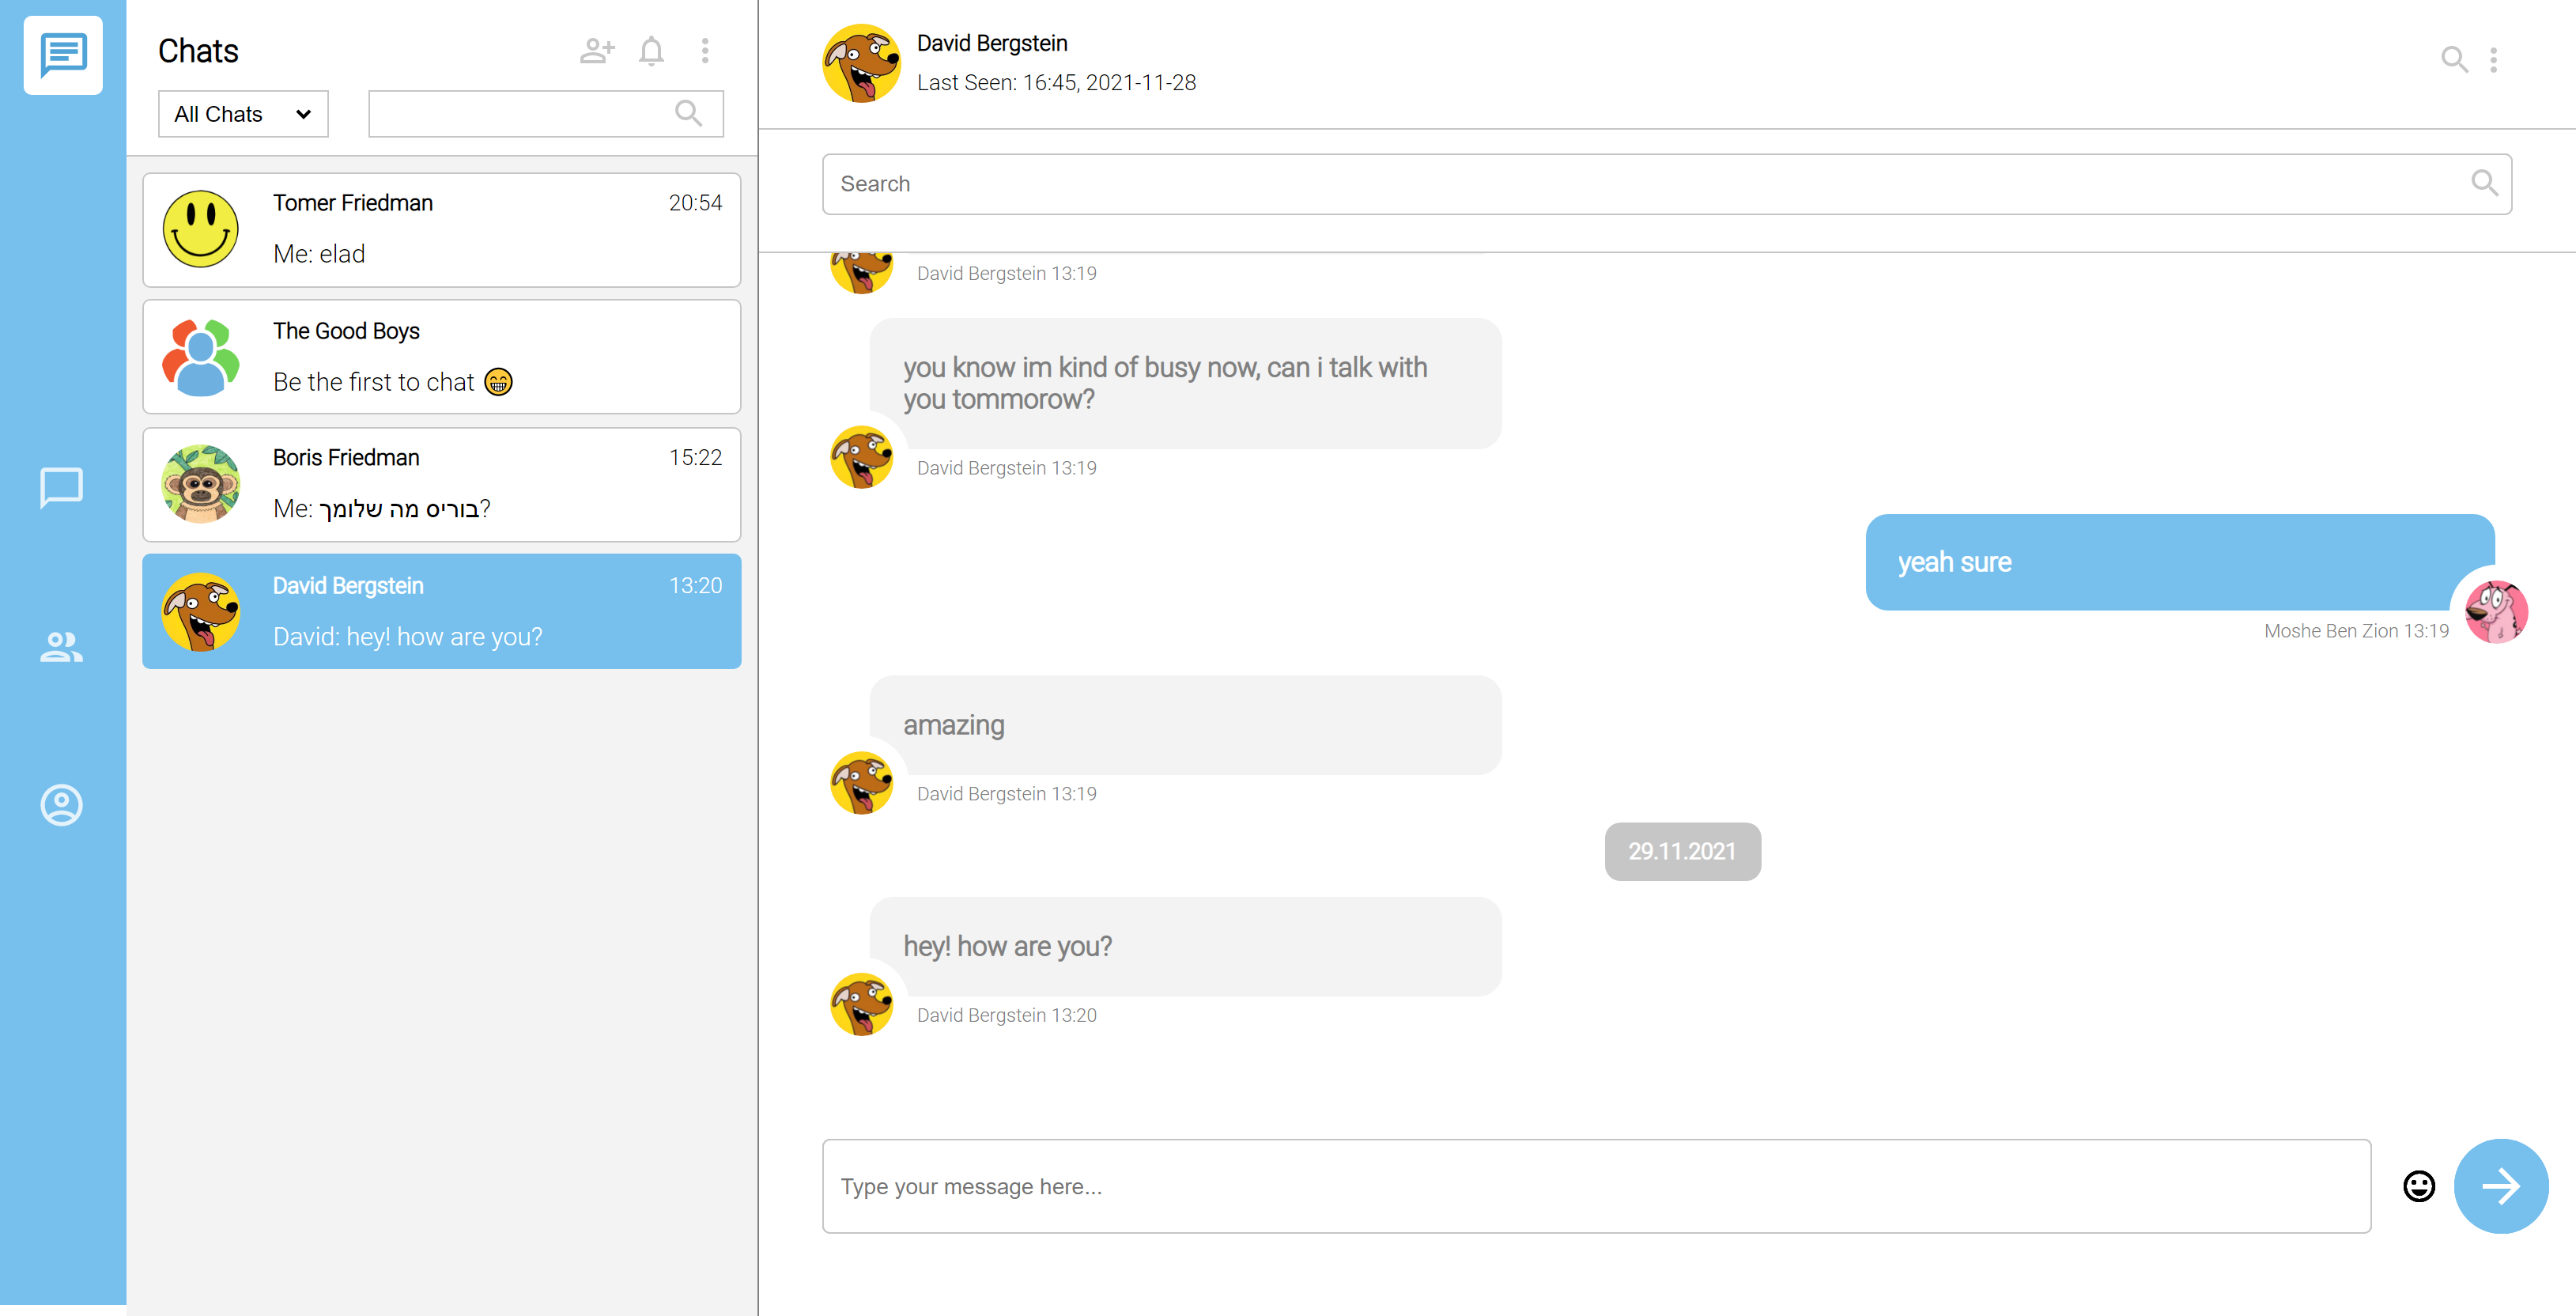 Chats
All Chats
Tomer Friedman 20:54
Me: elad
The Good Boys
Be the first to chat 😁
Boris Friedman 15:22
Me: בוריס מה שלומך?
David Bergstein 13:20
David: hey! how are you?
David Bergstein
Last Seen: 16:45, 2021-11-28
Search
David Bergstein 13:19
you know im kind of busy now, can i talk with
you tommorow?
David Bergstein 13:19
yeah sure
Moshe Ben Zion 13:19
amazing
David Bergstein 13:19
29.11.2021
hey! how are you?
David Bergstein 13:20
Type your message here...